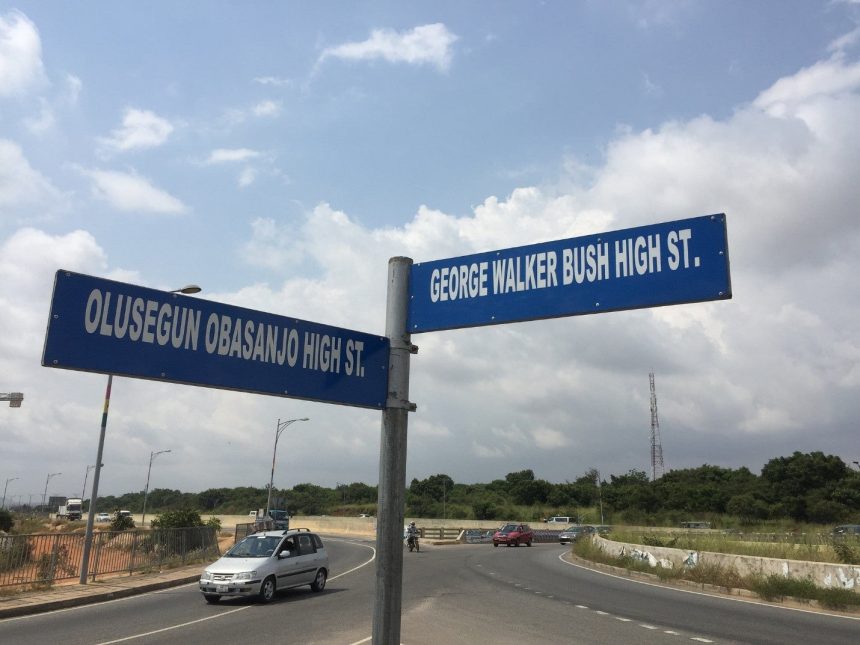 OLUSEGUN OBASANJO HIGH ST.
GEORGE WALKER BUSH HIGH ST.